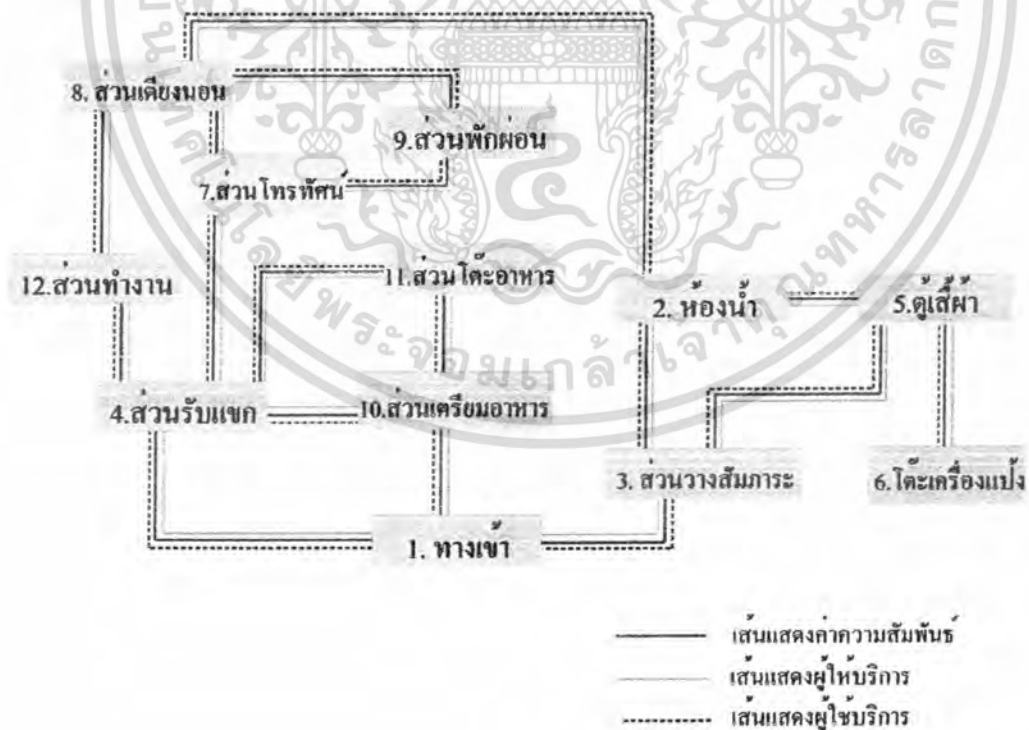 8. ส่วนเตียงนอน
9.ส่วนพักผ่อน
7.ส่วนโทรทัศน์
12.ส่วนทำงาน
11.ส่วนโต๊ะอาหาร
2. ห้องน้ำ
5.ตู้เสื้อผ้า
4.ส่วนรับแขก
10.ส่วนเตรียมอาหาร
3. ส่วนวางสัมภาระ
6.โต๊ะเครื่องแป้ง
1. ทางเข้า
เส้นแสดงค่าความสัมพันธ์
เส้นแสดงผู้ให้บริการ
เส้นแสดงผู้ใช้บริการ